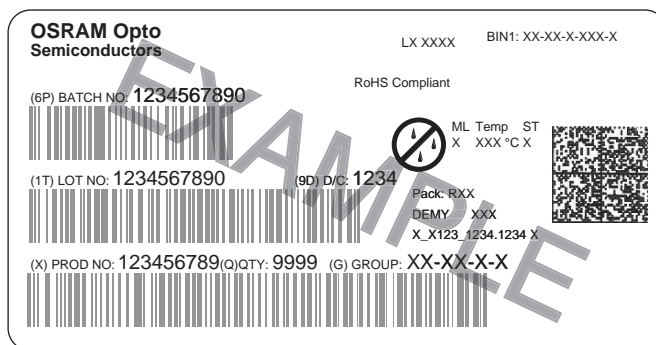 OSRAM Opto
Semiconductors
LX XXXX
BIN1: XX-XX-X-XXX-X
RoHS Compliant
(6P) BATCH NO: 1234567890
ML Temp ST
X XXX °C X
(1T) LOT NO: 1234567890 (9D) D/C: 1234
Pack: RXX
DEMY XXX
X_X123_1234.1234 X
(X) PROD NO: 123456789(Q)QTY: 9999 (G) GROUP: XX-XX-X-X
EXAMPLE